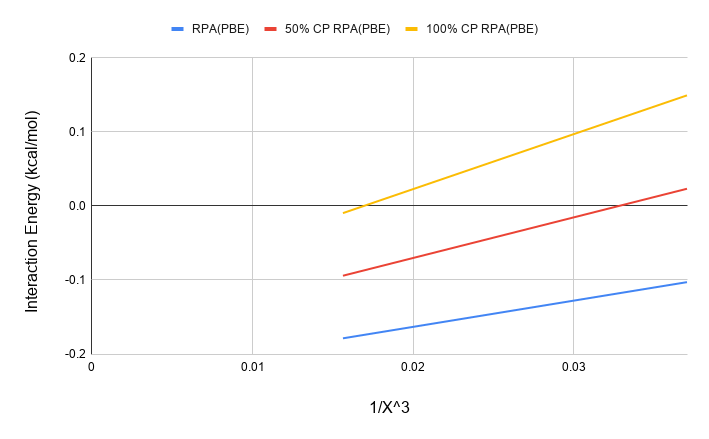 RPA(PBE) 50% CP RPA(PBE) 100% CP RPA(PBE)
Interaction Energy (kcal/mol)
0.2
0.1
0.0
-0.1
-0.2
0 0.01 0.02 0.03
1/X^3